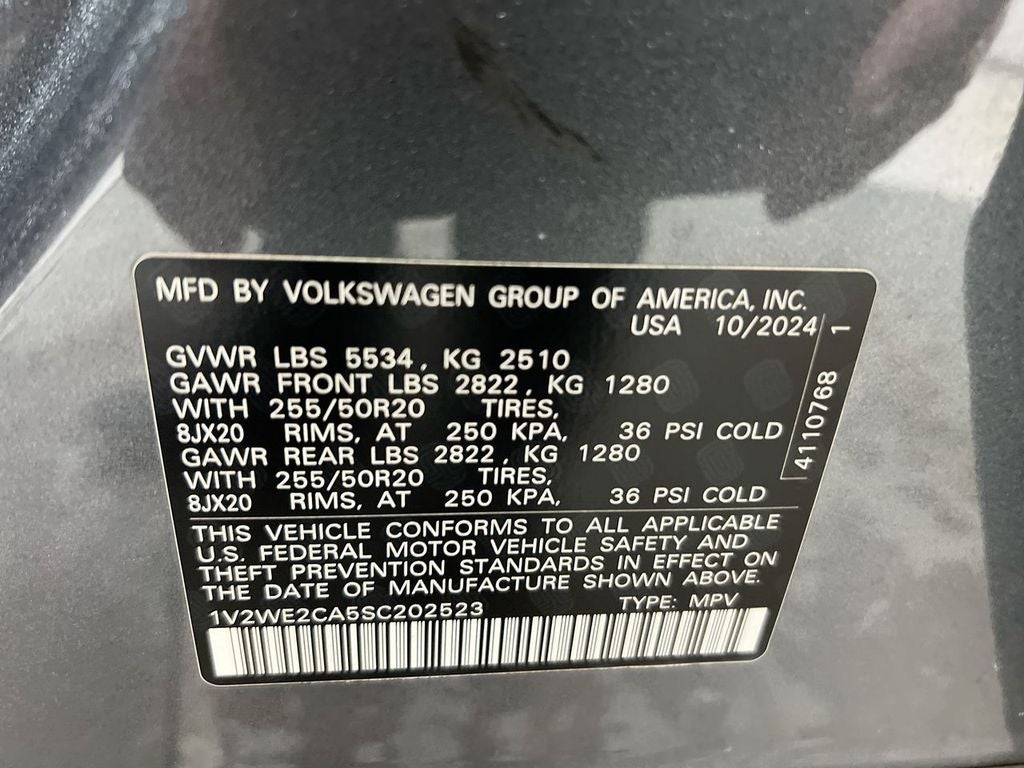 MFD BY VOLKSWAGEN GROUP OF AMERICA, INC.
USA 10/2024
GVWR LBS 5534, KG 2510
GAWR FRONT LBS 2822, KG 1280
WITH 255/50R20 TIRES,
8JX20 RIMS, AT 250 KPA, 36 PSI COLD
GAWR REAR LBS 2822, KG 1280
WITH 255/50R20 TIRES,
8JX20 RIMS, AT 250 KPA, 36 PSI COLD
4110768 1
THIS VEHICLE CONFORMS TO ALL APPLICABLE
U.S. FEDERAL MOTOR VEHICLE SAFETY AND
THEFT PREVENTION STANDARDS IN EFFECT ON
THE DATE OF MANUFACTURE SHOWN ABOVE.
1V2WE2CA5SC202523 TYPE: MPV